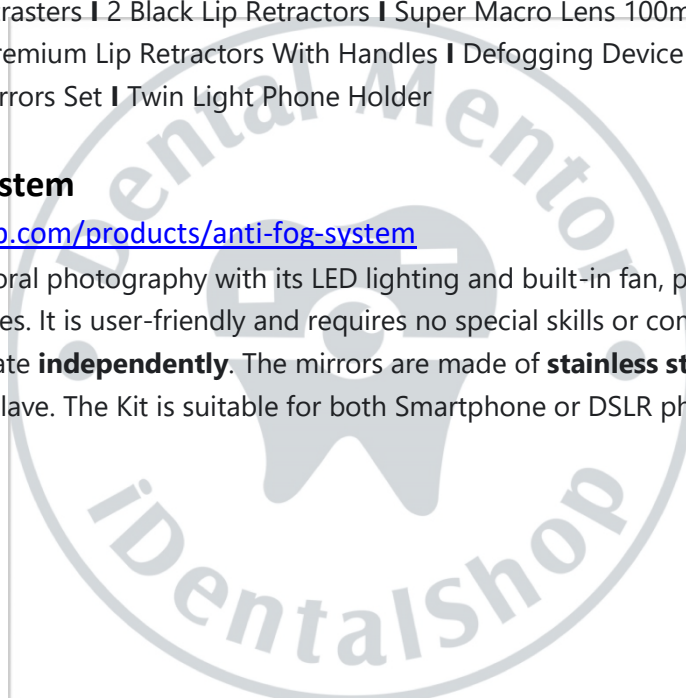 rasters I 2 Black Lip Retractors I Super Macro Lens 100m
remium Lip Retractors With Handles I Defogging Device
rrors Set I Twin Light Phone Holder
stem
p.com/products/anti-fog-system
oral photography with its LED lighting and built-in fan, p
es. It is user-friendly and requires no special skills or con
ate independently. The mirrors are made of stainless st
lave. The Kit is suitable for both Smartphone or DSLR ph
Dental Mentor
iDentalShop